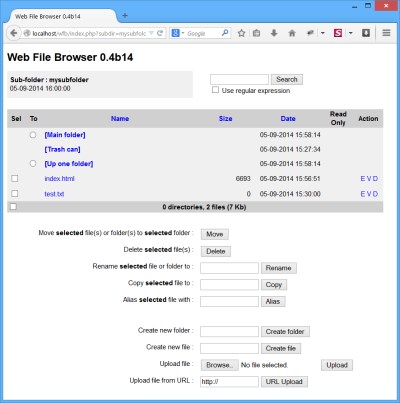 Web File Browser 0.4b14
localhost/wfb/index.php?subdir=mysubfolc
Google
Web File Browser 0.4b14
Sub-folder : mysubfolder
05-09-2014 16:00:00
Search
Use regular expression
Sel To Name Size Date Read Only Action
[Main folder] 05-09-2014 15:58:14
[Trash can] 05-09-2014 15:27:34
[Up one folder] 05-09-2014 15:58:14
index.html 6693 05-09-2014 15:56:51 E V D
test.txt 0 05-09-2014 15:30:00 E V D
0 directories, 2 files (7 Kb)
Move selected file(s) or folder(s) to selected folder : Move
Delete selected file(s) : Delete
Rename selected file or folder to : Rename
Copy selected file to : Copy
Alias selected file with : Alias
Create new folder : Create folder
Create new file : Create file
Upload file : Browse.. No file selected. Upload
Upload file from URL : http:// URL Upload